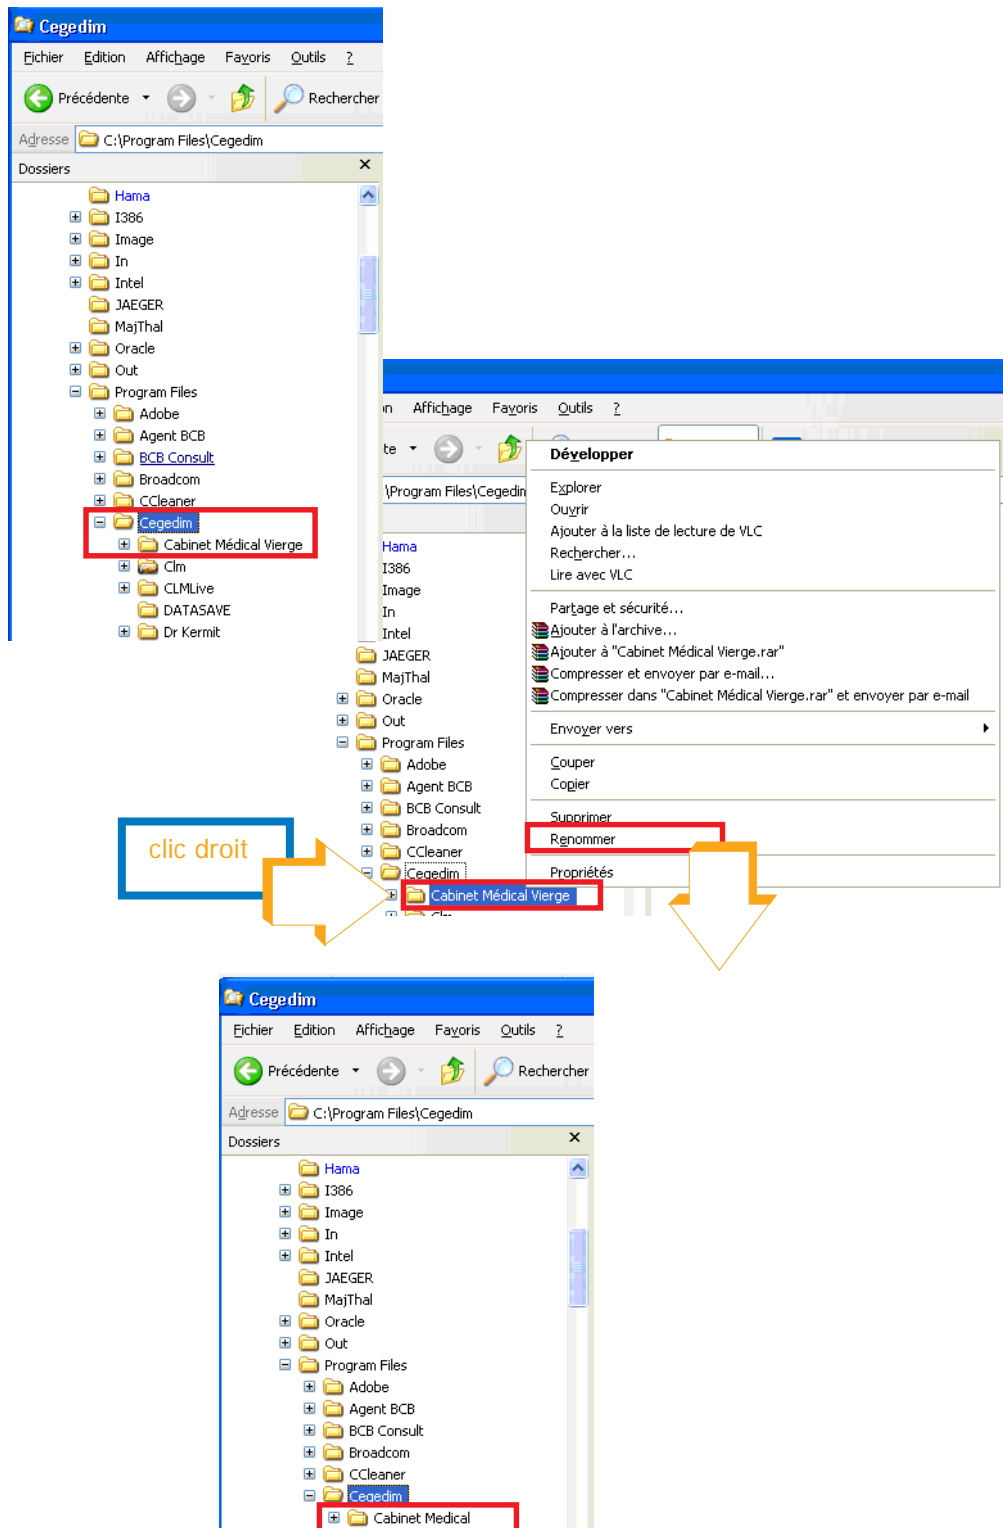 Cegedim
Fichier Edition Affichage Favoris Outils ?
Précédente Rechercher
Adresse C:\Program Files\Cegedim
Dossiers
Hama
I386
Image
In
Intel
JAEGER
MajThal
Oracle
Out
Program Files
Adobe
Agent BCB
BCB Consult
Broadcom
CCleaner
Cegedim
Cabinet Médical Vierge
Clm
CLMLive
DATASAVE
Dr Kermit
n Affichage Favoris Outils ?
te
\Program Files\Cegedin
Hama
I386
Image
In
Intel
JAEGER
MajThal
Oracle
Out
Program Files
Adobe
Agent BCB
BCB Consult
Broadcom
CCleaner
Cegedim
Cabinet Médical Vierge
Développer
Explorer
Ouvrir
Ajouter à la liste de lecture de VLC
Rechercher...
Lire avec VLC
Partage et sécurité...
Ajouter à l'archive...
Ajouter à "Cabinet Médical Vierge.rar"
Compresser et envoyer par e-mail...
Compresser dans "Cabinet Médical Vierge.rar" et envoyer par e-mail
Envoyer vers
Couper
Copier
Supprimer
Renommer
Propriétés
clic droit
Cegedim
Fichier Edition Affichage Favoris Outils ?
Précédente Rechercher
Adresse C:\Program Files\Cegedim
Dossiers
Hama
I386
Image
In
Intel
JAEGER
MajThal
Oracle
Out
Program Files
Adobe
Agent BCB
BCB Consult
Broadcom
CCleaner
Cegedim
Cabinet Medical